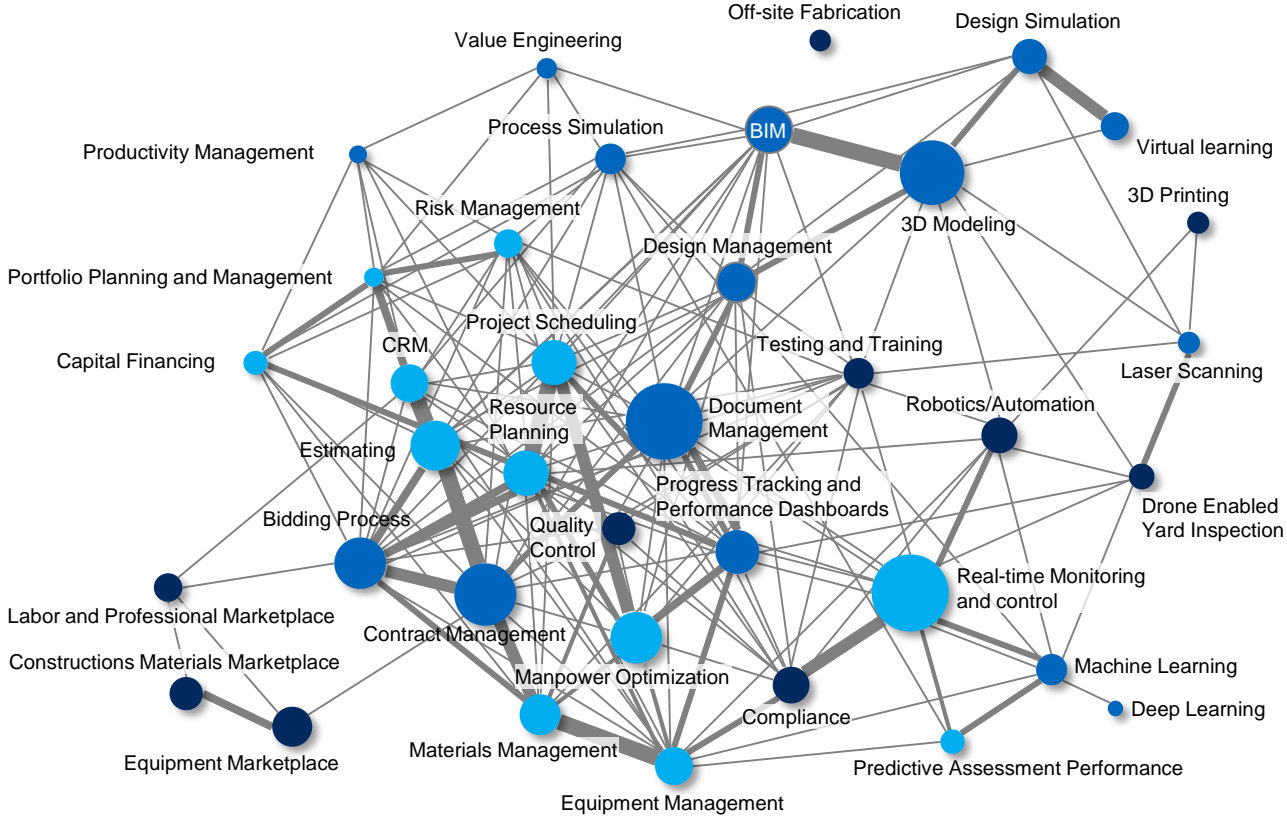 Off-site Fabrication
Design Simulation
Value Engineering
BIM
Process Simulation
Virtual learning
Productivity Management
3D Printing
Risk Management
3D Modeling
Design Management
Portfolio Planning and Management
Project Scheduling
CRM
Testing and Training
Capital Financing
Laser Scanning
Resource
Planning
Document
Management
Robotics/Automation
Estimating
Progress Tracking and
Performance Dashboards
Drone Enabled
Yard Inspection
Bidding Process
Quality
Control
Real-time Monitoring
and control
Labor and Professional Marketplace
Contract Management
Constructions Materials Marketplace
Manpower Optimization
Machine Learning
Compliance
Deep Learning
Materials Management
Equipment Marketplace
Predictive Assessment Performance
Equipment Management